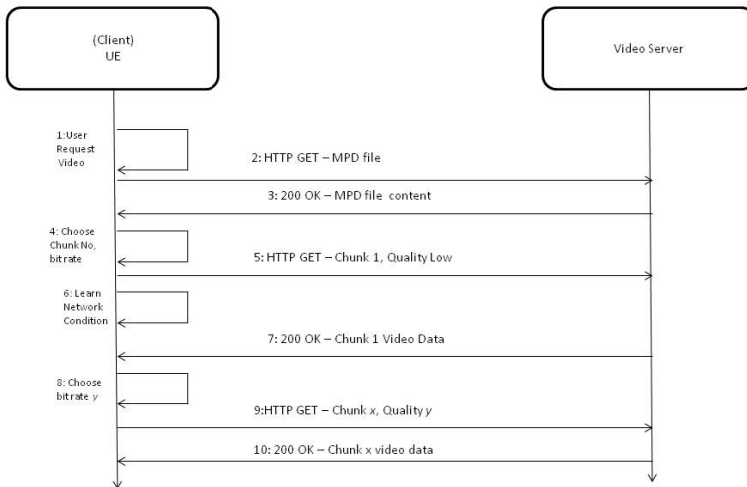 (Client)
UE
Video Server
1:User
Request
Video
2: HTTP GET – MPD file
3: 200 OK – MPD file content
4: Choose
Chunk No,
bitrate
5: HTTP GET – Chunk 1, Quality Low
6: Learn
Network
Condition
7: 200 OK – Chunk 1 Video Data
8: Choose
bitrate y
9:HTTP GET – Chunk x, Quality y
10: 200 OK – Chunk x video data